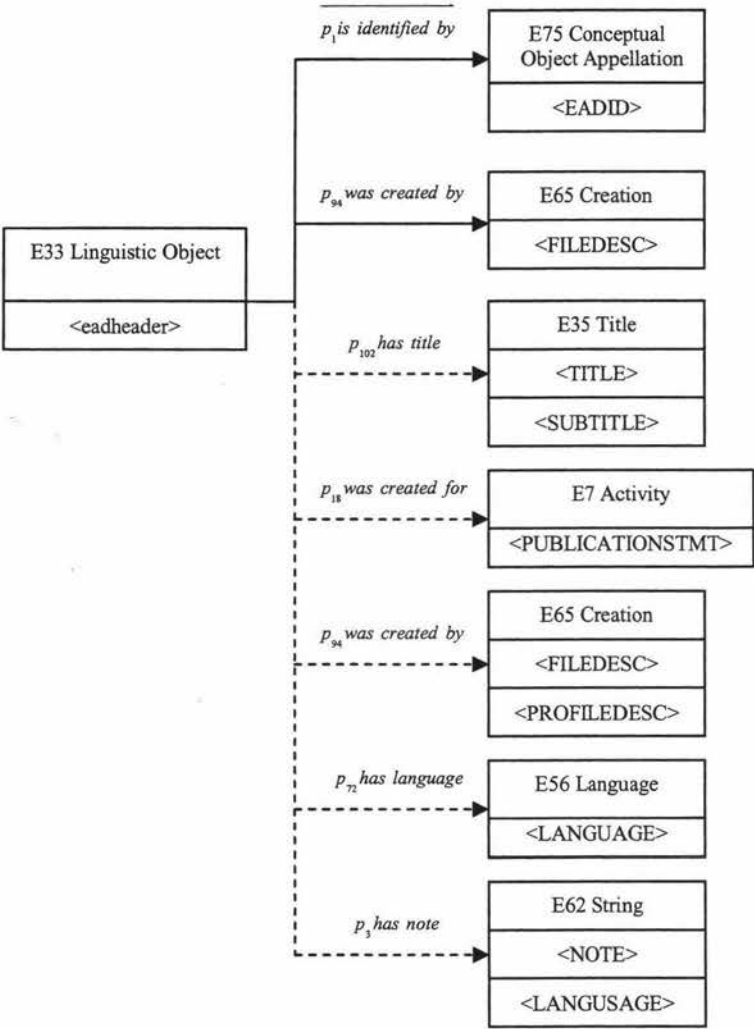 p1 is identified by
E75 Conceptual
Object Appellation
<EADID>
p94 was created by
E65 Creation
<FILEDESC>
E33 Linguistic Object
<eadheader>
p102 has title
E35 Title
<TITLE>
<SUBTITLE>
p18 was created for
E7 Activity
<PUBLICATIONSTMT>
p94 was created by
E65 Creation
<FILEDESC>
<PROFILEDESC>
p72 has language
E56 Language
<LANGUAGE>
p3 has note
E62 String
<NOTE>
<LANGUSAGE>